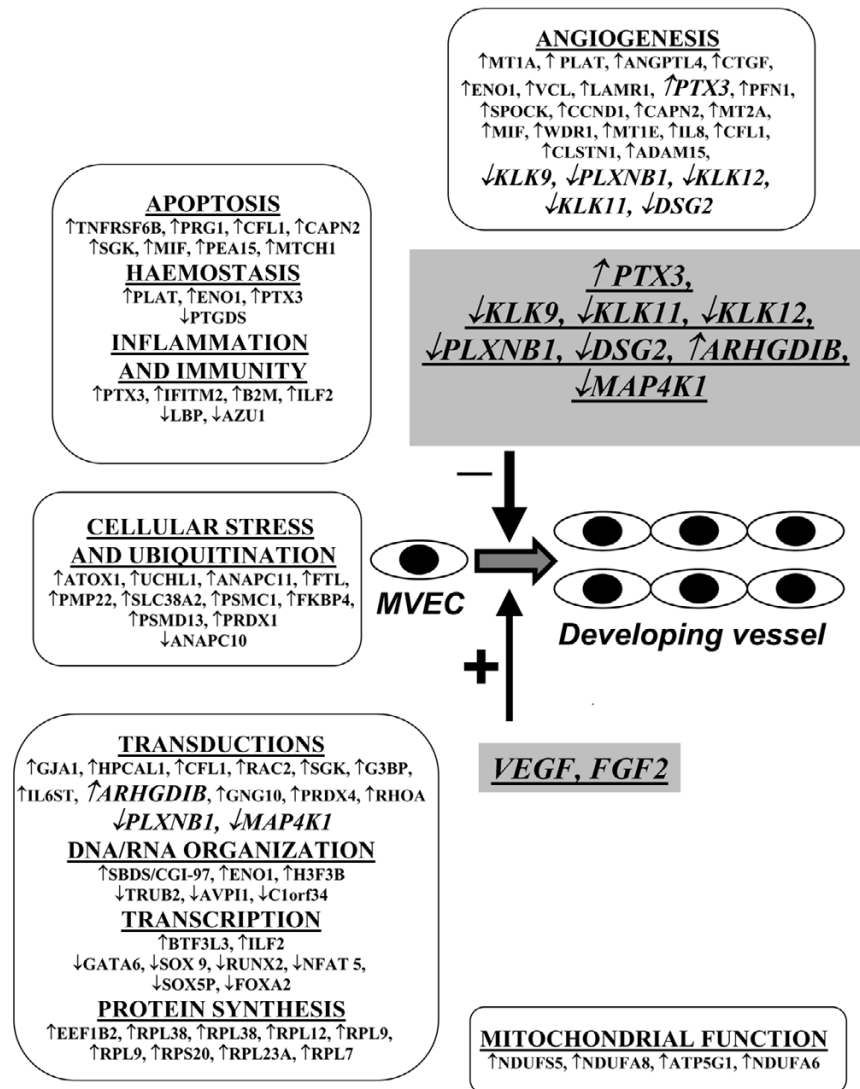 ANGIOGENESIS
↑MT1A, ↑ PLAT, ↑ANGPTL4, ↑CTGF,
↑ENO1, ↑VCL, ↑LAMR1, ↑PTX3, ↑PFN1,
↑SPOCK, ↑CCND1, ↑CAPN2, ↑MT2A,
↑MIF, ↑WDR1, ↑MT1E, ↑IL8, ↑CFL1,
↑CLSTN1, ↑ADAM15,
↓KLK9, ↓PLXNB1, ↓KLK12,
↓KLK11, ↓DSG2
APOPTOSIS
↑TNFRSF6B, ↑PRG1, ↑CFL1, ↑CAPN2
↑SGK, ↑MIF, ↑PEA15, ↑MTCH1
HAEMOSTASIS
↑PLAT, ↑ENO1, ↑PTX3
↓PTGDS
INFLAMMATION
AND IMMUNITY
↑PTX3, ↑IFITM2, ↑B2M, ↑ILF2
↓LBP, ↓AZU1
↑PTX3,
↓KLK9, ↓KLK11, ↓KLK12,
↓PLXNB1, ↓DSG2, ↑ARHGDIB,
↓MAP4K1
–
CELLULAR STRESS
AND UBIQUITINATION
↑ATOX1, ↑UCHL1, ↑ANAPC11, ↑FTL,
↑PMP22, ↑SLC38A2, ↑PSMC1, ↑FKBP4,
↑PSMD13, ↑PRDX1
↓ANAPC10
MVEC
Developing vessel
+
VEGF, FGF2
TRANSDUCTIONS
↑GJA1, ↑HPCAL1, ↑CFL1, ↑RAC2, ↑SGK, ↑G3BP,
↑IL6ST, ↑ARHGDIB, ↑GNG10, ↑PRDX4, ↑RHOA
↓PLXNB1, ↓MAP4K1
DNA/RNA ORGANIZATION
↑SBDS/CGI-97, ↑ENO1, ↑H3F3B
↓TRUB2, ↓AVPI1, ↓C1orf34
TRANSCRIPTION
↑BTF3L3, ↑ILF2
↓GATA6, ↓SOX 9, ↓RUNX2, ↓NFAT 5,
↓SOX5P, ↓FOXA2
PROTEIN SYNTHESIS
↑EEF1B2, ↑RPL38, ↑RPL38, ↑RPL12, ↑RPL9,
↑RPL9, ↑RPS20, ↑RPL23A, ↑RPL7
MITOCHONDRIAL FUNCTION
↑NDUFS5, ↑NDUFA8, ↑ATP5G1, ↑NDUFA6